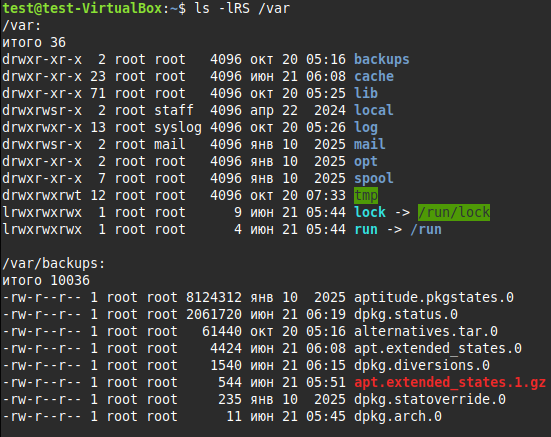 test@test-VirtualBox:~$ ls -lRS /var
/var:
итого 36
drwxr-xr-x  2 root root   4096 окт 20 05:16 backups
drwxr-xr-x 23 root root   4096 июн 21 06:08 cache
drwxr-xr-x 71 root root   4096 окт 20 05:25 lib
drwxrwsr-x  2 root staff  4096 апр 22  2024 local
drwxrwxr-x 13 root syslog 4096 окт 20 05:26 log
drwxrwsr-x  2 root mail   4096 янв 10  2025 mail
drwxr-xr-x  2 root root   4096 янв 10  2025 opt
drwxr-xr-x  7 root root   4096 янв 10  2025 spool
drwxrwxrwt 12 root root   4096 окт 20 07:33 tmp
lrwxrwxrwx  1 root root      9 июн 21 05:44 lock -> /run/lock
lrwxrwxrwx  1 root root      4 июн 21 05:44 run -> /run

/var/backups:
итого 10036
-rw-r--r-- 1 root root 8124312 янв 10  2025 aptitude.pkgstates.0
-rw-r--r-- 1 root root 2061720 июн 21 06:19 dpkg.status.0
-rw-r--r-- 1 root root   61440 окт 20 05:16 alternatives.tar.0
-rw-r--r-- 1 root root    4424 июн 21 06:08 apt.extended_states.0
-rw-r--r-- 1 root root    1540 июн 21 06:15 dpkg.diversions.0
-rw-r--r-- 1 root root     544 июн 21 05:51 apt.extended_states.1.gz
-rw-r--r-- 1 root root     235 янв 10  2025 dpkg.statoverride.0
-rw-r--r-- 1 root root      11 июн 21 05:45 dpkg.arch.0